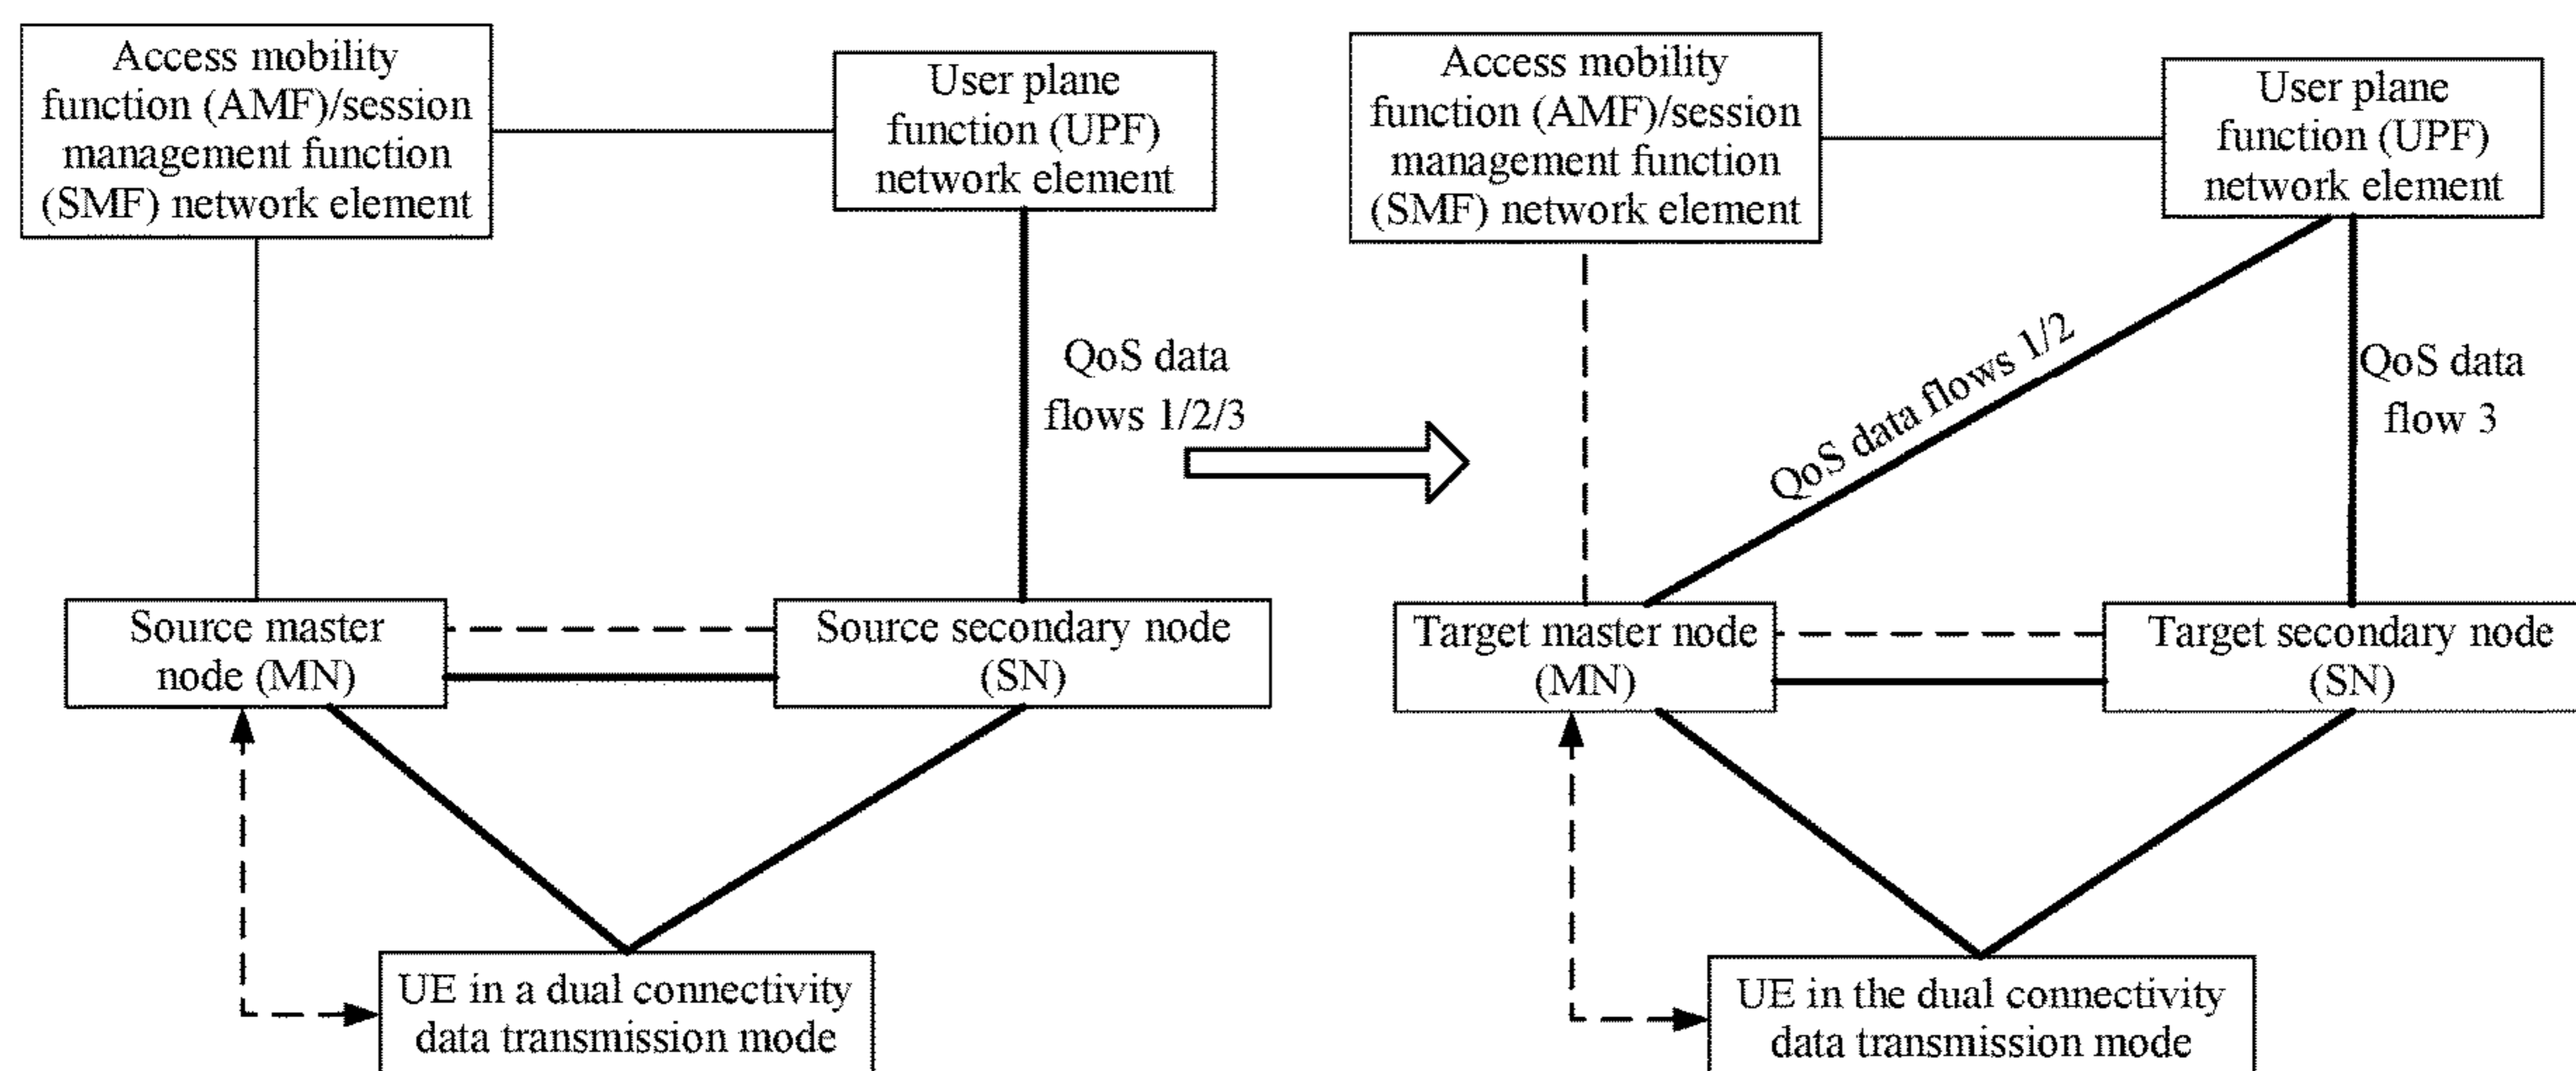 Access mobility
function (AMF)/session
management function
(SMF) network element
User plane
function (UPF)
network element
QoS data
flows 1/2/3
Source master
node (MN)
Source secondary node
(SN)
UE in a dual connectivity
data transmission mode
Access mobility
function (AMF)/session
management function
(SMF) network element
User plane
function (UPF)
network element
QoS data flows 1/2
QoS data
flow 3
Target master node
(MN)
Target secondary node
(SN)
UE in the dual connectivity
data transmission mode